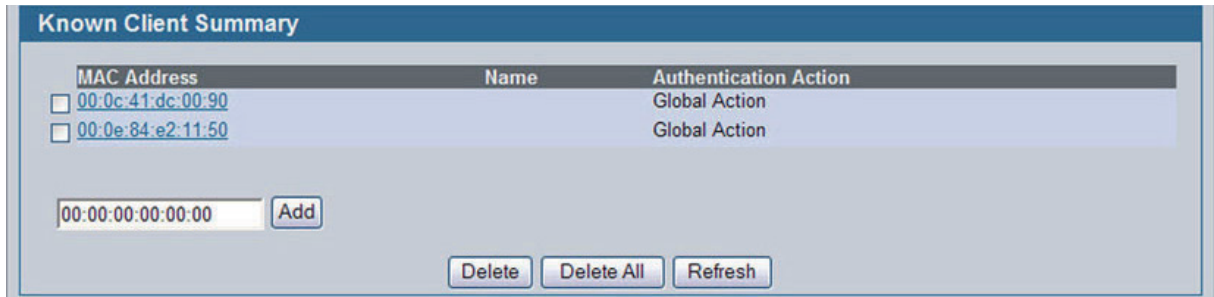 Known Client Summary
MAC Address Name Authentication Action
00:0c:41:dc:00:90 Global Action
00:0e:84:e2:11:50 Global Action
00:00:00:00:00:00 Add
Delete Delete All Refresh